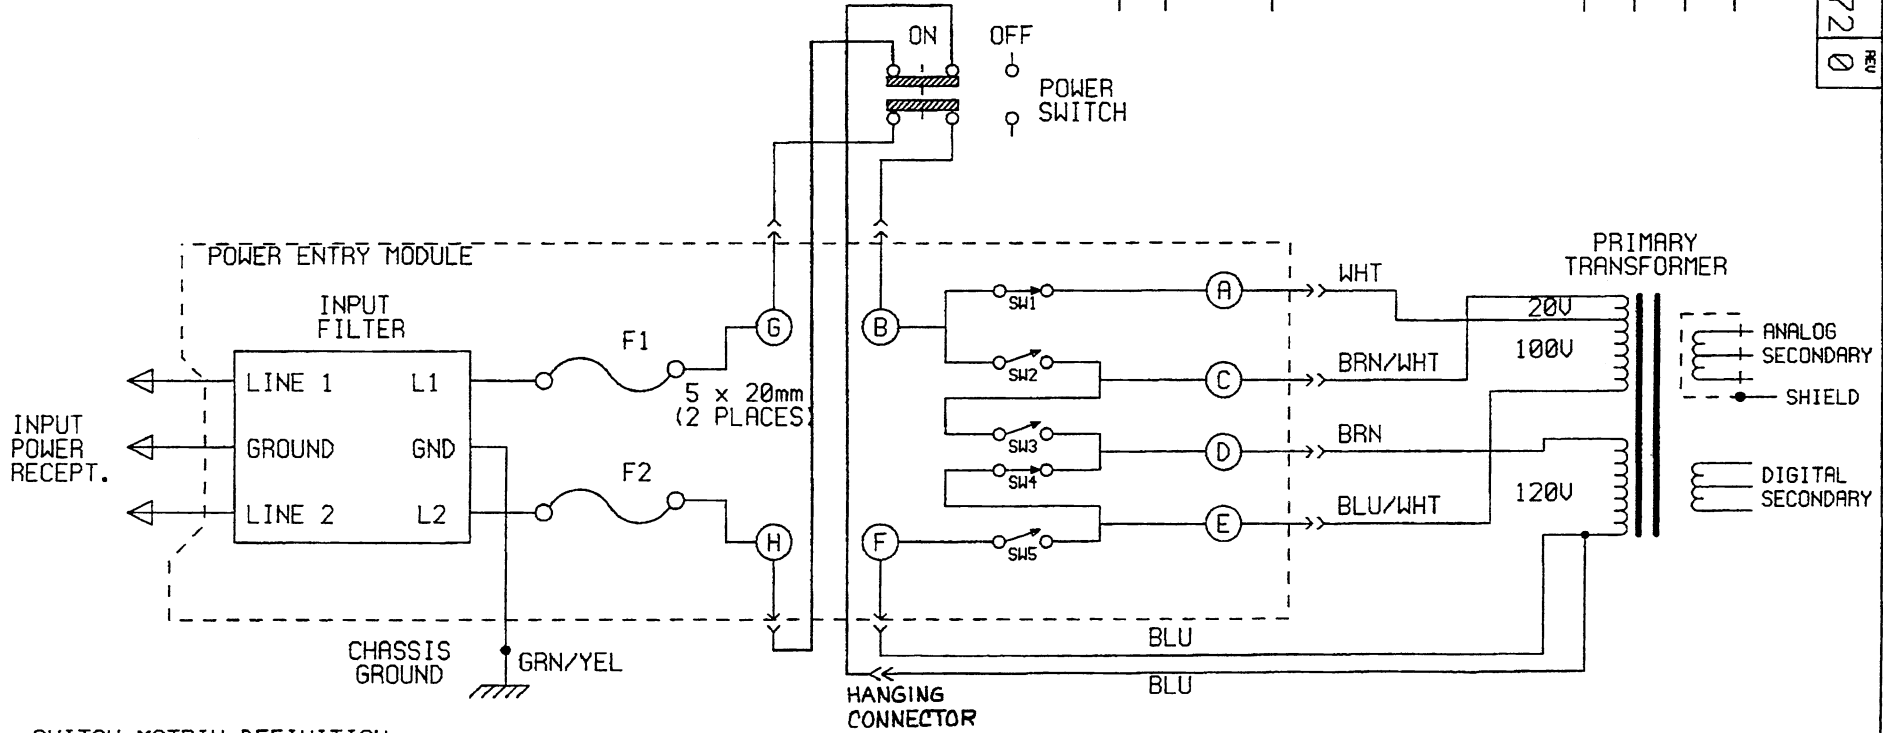 72
REV
0
ON
OFF
POWER
SWITCH
POWER ENTRY MODULE
PRIMARY
TRANSFORMER
INPUT
FILTER
F1
G
B
SW1
A
WHT
20V
100V
ANALOG
SECONDARY
SHIELD
LINE 1
L1
5 x 20mm
(2 PLACES)
SW2
C
BRN/WHT
INPUT
POWER
RECEPT.
GROUND
GND
SW3
D
BRN
F2
SW4
DIGITAL
SECONDARY
120V
LINE 2
L2
E
BLU/WHT
H
F
SW5
CHASSIS
GROUND
GRN/YEL
BLU
BLU
HANGING
CONNECTOR
SWITCH MATRIX DEFINITION